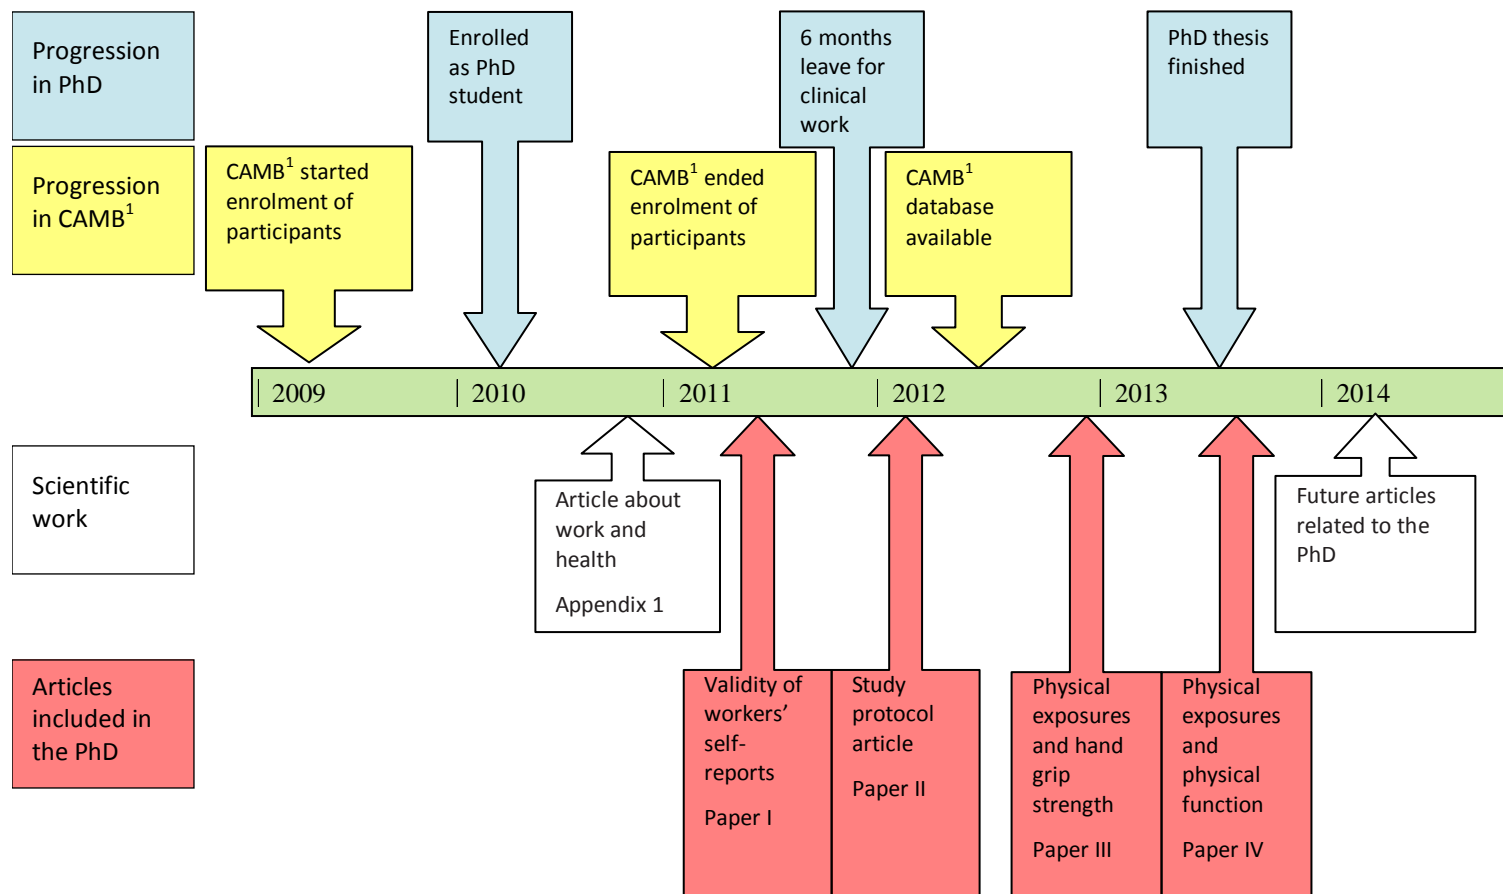 Progression
in PhD
Enrolled
as PhD
student
6 months
leave for
clinical
work
PhD thesis
finished
Progression
in CAMB¹
CAMB¹ started
enrolment of
participants
CAMB¹ ended
enrolment of
participants
CAMB¹
database
available
2009
2010
2011
2012
2013
2014
Scientific
work
Article about
work and
health
Appendix 1
Future articles
related to the
PhD
Articles
included in
the PhD
Validity of
workers’
self-
reports
Paper I
Study
protocol
article
Paper II
Physical
exposures
and hand
grip
strength
Paper III
Physical
exposures
and
physical
function
Paper IV